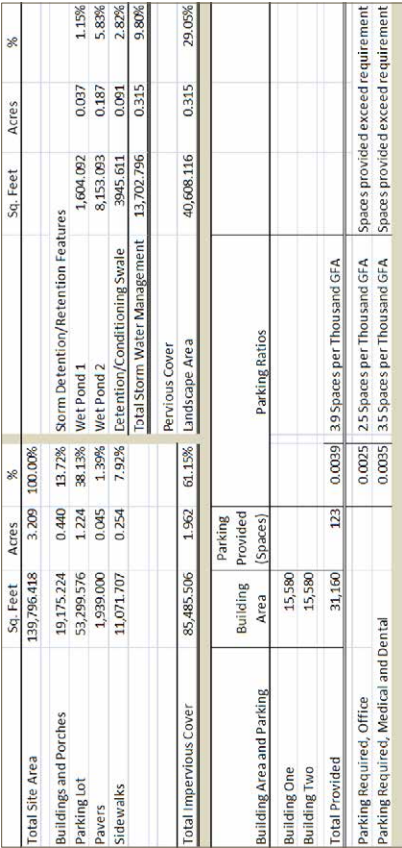 Sq. Feet Acres % Sq. Feet Acres %
Total Site Area 139,796.418 3.209 100.00%
Buildings and Porches 19,175.224 0.440 13.72% Storm Detention/Retention Features
Parking Lot 53,299.576 1.224 38.13% Wet Pond 1 1,604.092 0.037 1.15%
Pavers 1,939.000 0.045 1.39% Wet Pond 2 8,153.093 0.187 5.83%
Sidewalks 11,071.707 0.254 7.92% Detention/Conditioning Swale 3945.611 0.091 2.82%
Total Storm Water Management 13,702.796 0.315 9.80%
Pervious Cover
Total Impervious Cover 85,485.506 1.962 61.15% Landscape Area 40,608.116 0.315 29.05%
Building Area and Parking Building Area Parking Provided (Spaces) Parking Ratios
Building One 15,580
Building Two 15,580
Total Provided 31,160 123 0.0039 3.9 Spaces per Thousand GFA
Parking Required, Office 0.0025 2.5 Spaces per Thousand GFA Spaces provided exceed requirement
Parking Required, Medical and Dental 0.0035 3.5 Spaces per Thousand GFA Spaces provided exceed requirement